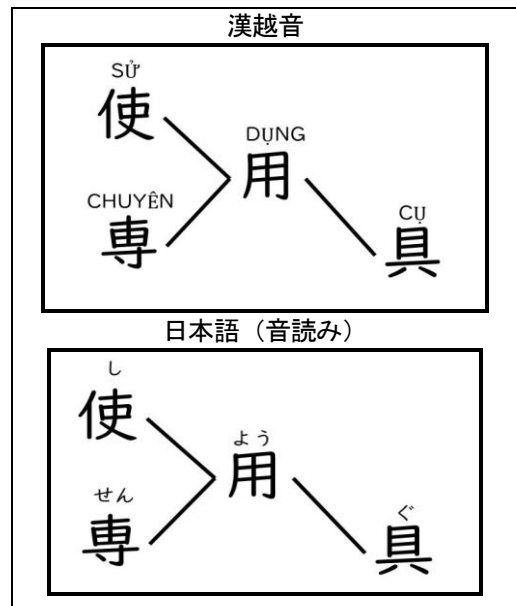 漢越音
SỬ
使
DỤNG
用
CHUYÊN
専
CỤ
具
日本語（音読み）
し
使
よう
用
せん
専
ぐ
具